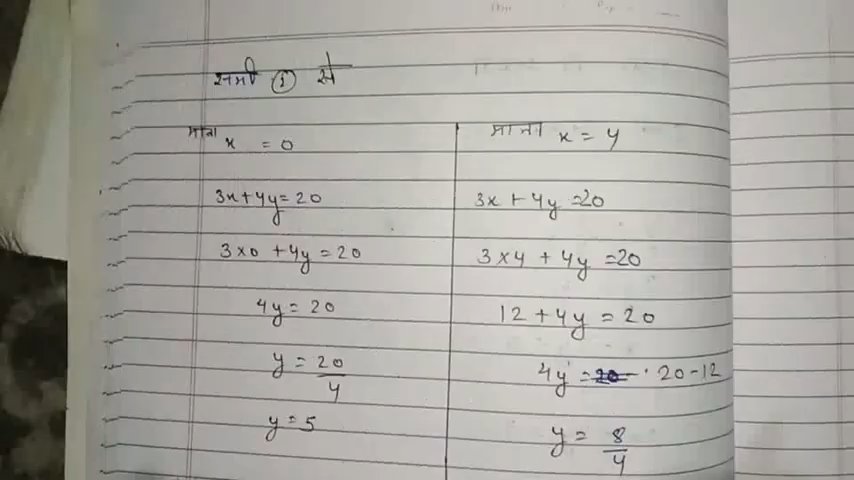 समी ① से
माना x = 0
3x + 4y = 20
3 × 0 + 4y = 20
4y = 20
y = 20/4
y = 5
माना x = 4
3x + 4y = 20
3 × 4 + 4y = 20
12 + 4y = 20
4y = 20 - 12
y = 8/4